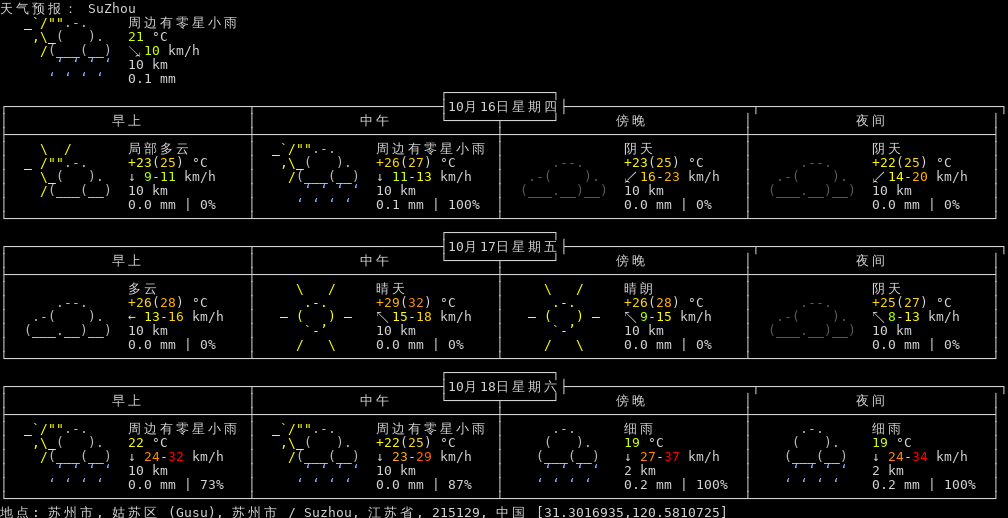 天气预报： SuZhou
周边有零星小雨
21 °C
↘ 10 km/h
10 km
0.1 mm
10月16日星期四
早上 中午 傍晚 夜间
局部多云 周边有零星小雨 阴天 阴天
+23(25) °C +26(27) °C +23(25) °C +22(25) °C
↓ 9-11 km/h ↓ 11-13 km/h ↙ 16-23 km/h ↙ 14-20 km/h
10 km 10 km 10 km 10 km
0.0 mm | 0% 0.1 mm | 100% 0.0 mm | 0% 0.0 mm | 0%
10月17日星期五
早上 中午 傍晚 夜间
多云 晴天 晴朗 阴天
+26(28) °C +29(32) °C +26(28) °C +25(27) °C
← 13-16 km/h ↖ 15-18 km/h ↖ 9-15 km/h ↖ 8-13 km/h
10 km 10 km 10 km 10 km
0.0 mm | 0% 0.0 mm | 0% 0.0 mm | 0% 0.0 mm | 0%
10月18日星期六
早上 中午 傍晚 夜间
周边有零星小雨 周边有零星小雨 细雨 细雨
22 °C +22(25) °C 19 °C 19 °C
↓ 24-32 km/h ↓ 23-29 km/h ↓ 27-37 km/h ↓ 24-34 km/h
10 km 10 km 2 km 2 km
0.0 mm | 73% 0.0 mm | 87% 0.2 mm | 100% 0.2 mm | 100%
地点: 苏州市, 姑苏区 (Gusu), 苏州市 / Suzhou, 江苏省, 215129, 中国 [31.3016935,120.5810725]